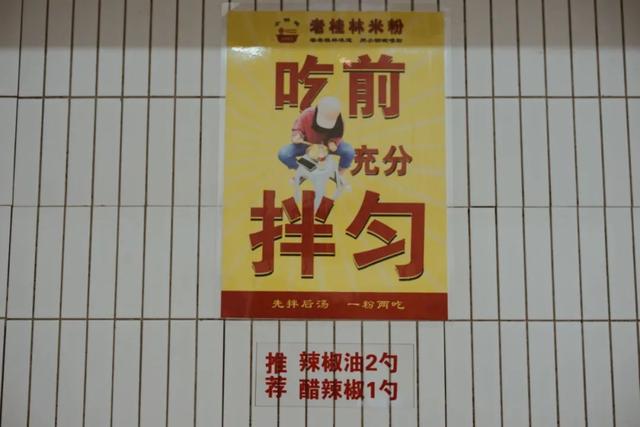 老桂林米粉
吃前
充分
拌匀
先拌后汤 一粉两吃
推荐
辣椒油2勺
醋辣椒1勺